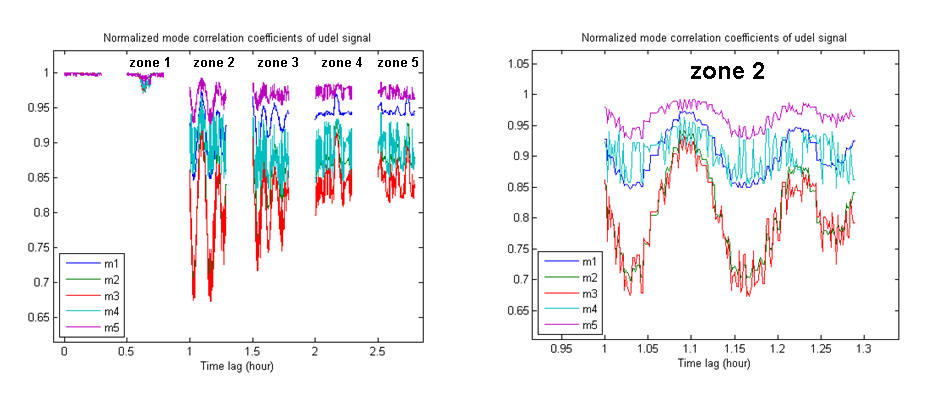 Normalized mode correlation coefficients of udel signal
zone 1 zone 2 zone 3 zone 4 zone 5
1
0.95
0.9
0.85
0.8
0.75
0.7
0.65
m1
m2
m3
m4
m5
0 0.5 1 1.5 2 2.5
Time lag (hour)
Normalized mode correlation coefficients of udel signal
zone 2
1.05
1
0.95
0.9
0.85
0.8
0.75
0.7
0.65
m1
m2
m3
m4
m5
0.95 1 1.05 1.1 1.15 1.2 1.25 1.3
Time lag (hour)